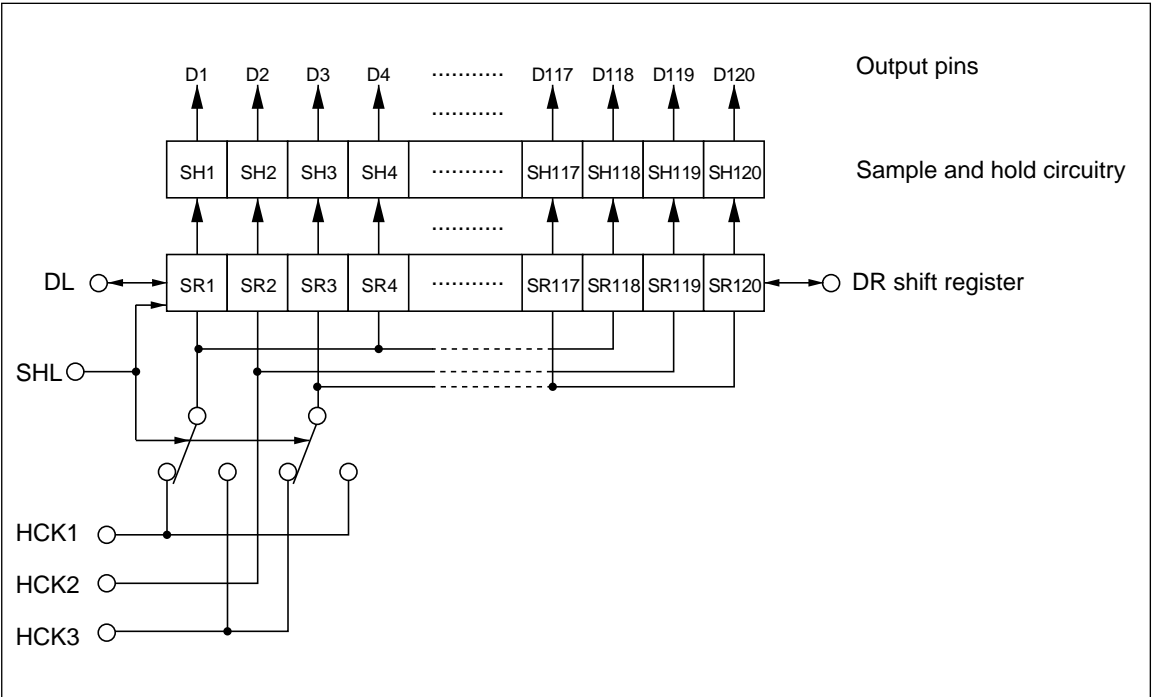 D1 D2 D3 D4 ........... D117 D118 D119 D120 Output pins
...........
SH1 SH2 SH3 SH4 ........... SH117 SH118 SH119 SH120 Sample and hold circuitry
...........
DL SR1 SR2 SR3 SR4 ........... SR117 SR118 SR119 SR120 DR shift register
SHL
HCK1
HCK2
HCK3